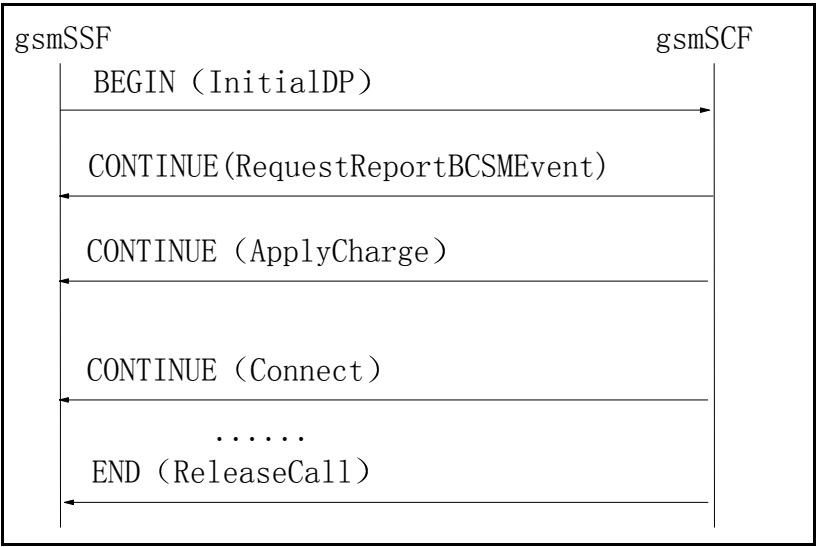 gsmSSF gsmSCF
BEGIN（InitialDP）
CONTINUE(RequestReportBCSMEvent)
CONTINUE（ApplyCharge）
CONTINUE（Connect）
......
END（ReleaseCall）